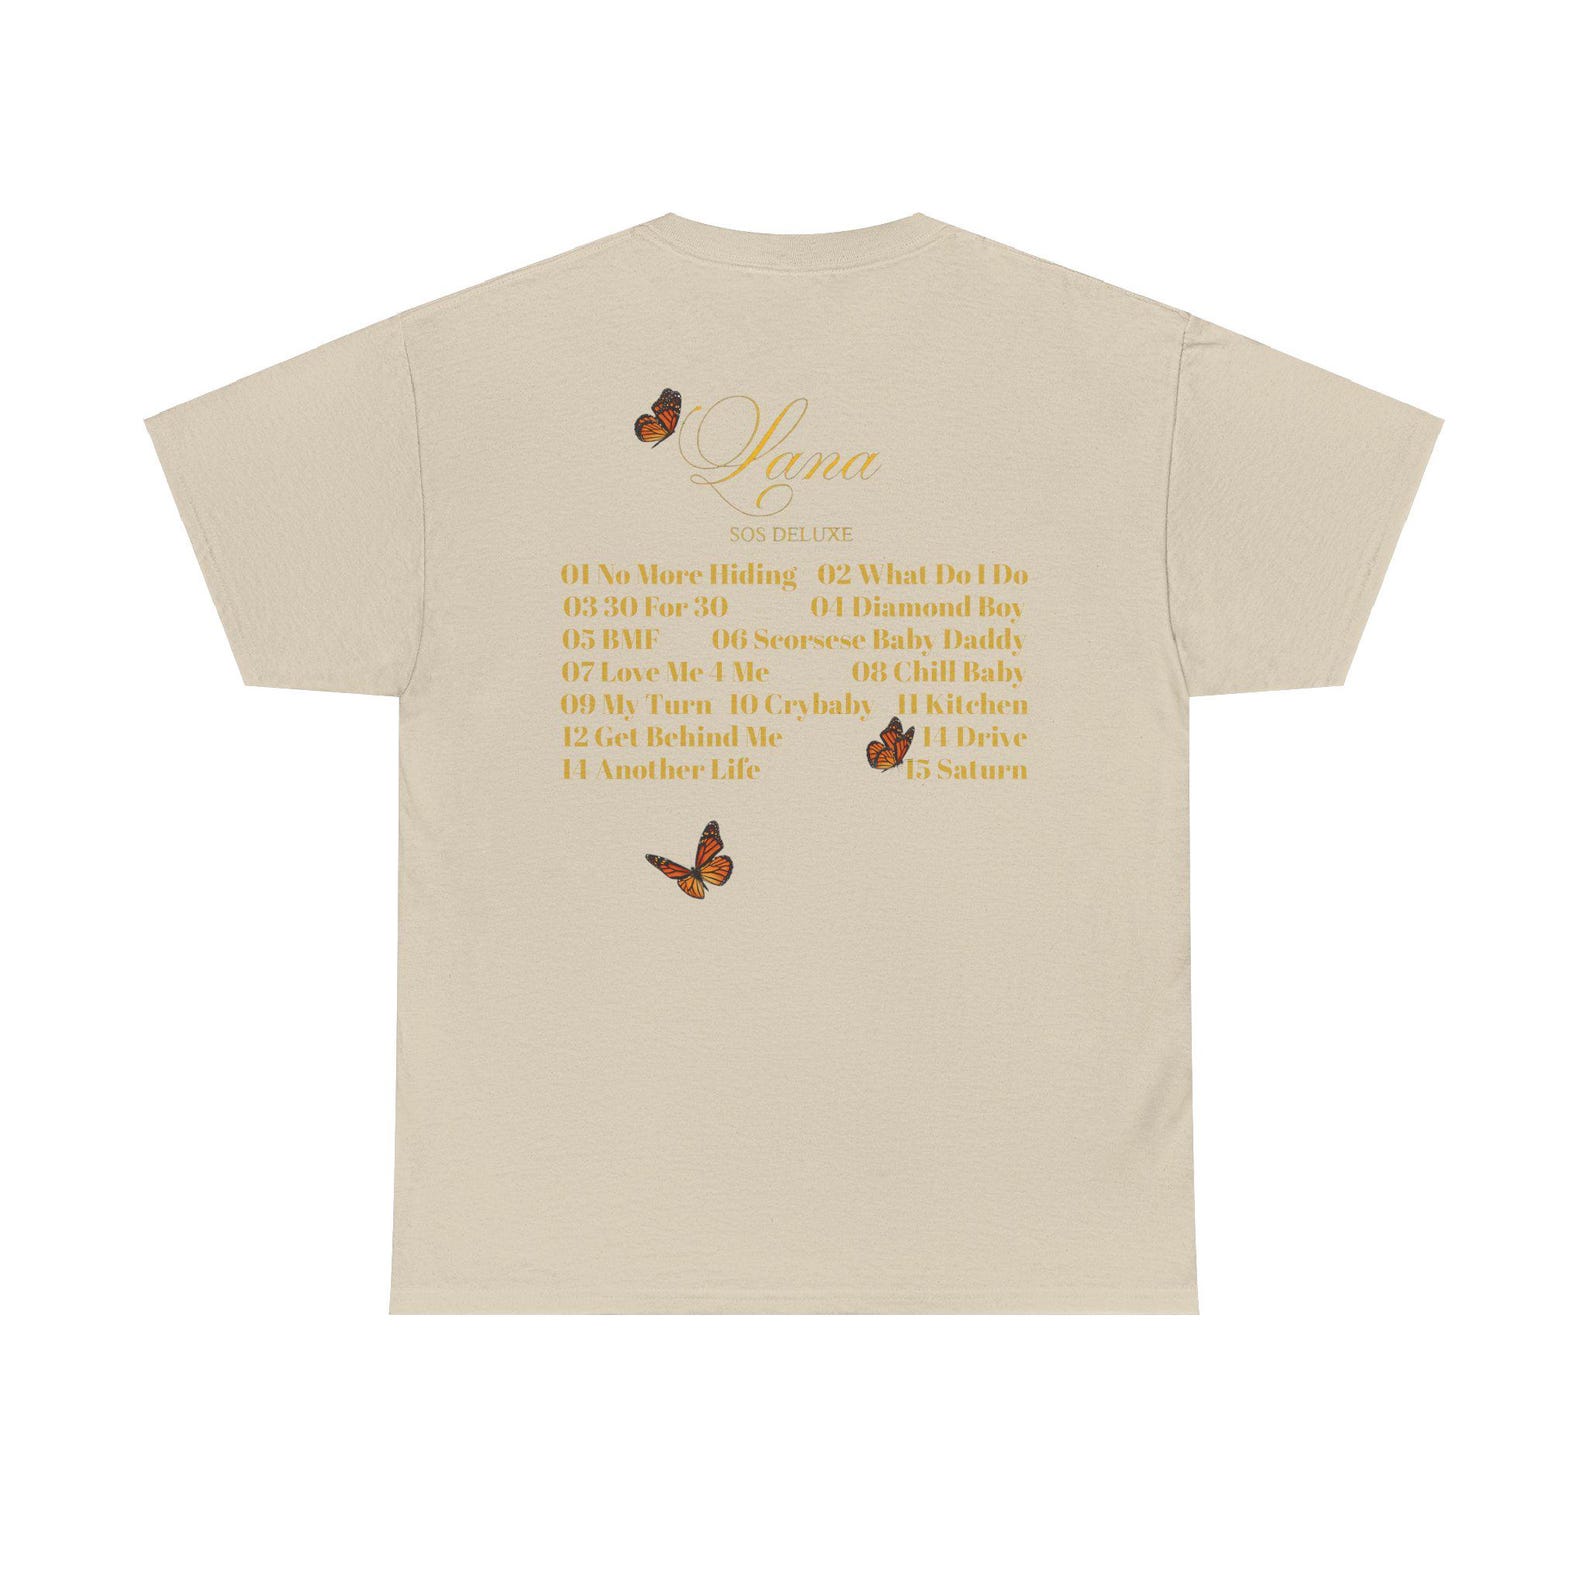 Lana
SOS DELUXE
01 No More Hiding 02 What Do I Do
03 30 For 30 04 Diamond Boy
05 BMF 06 Scorsese Baby Daddy
07 Love Me 4 Me 08 Chill Baby
09 My Turn 10 Crybaby 11 Kitchen
12 Get Behind Me 14 Drive
14 Another Life 15 Saturn